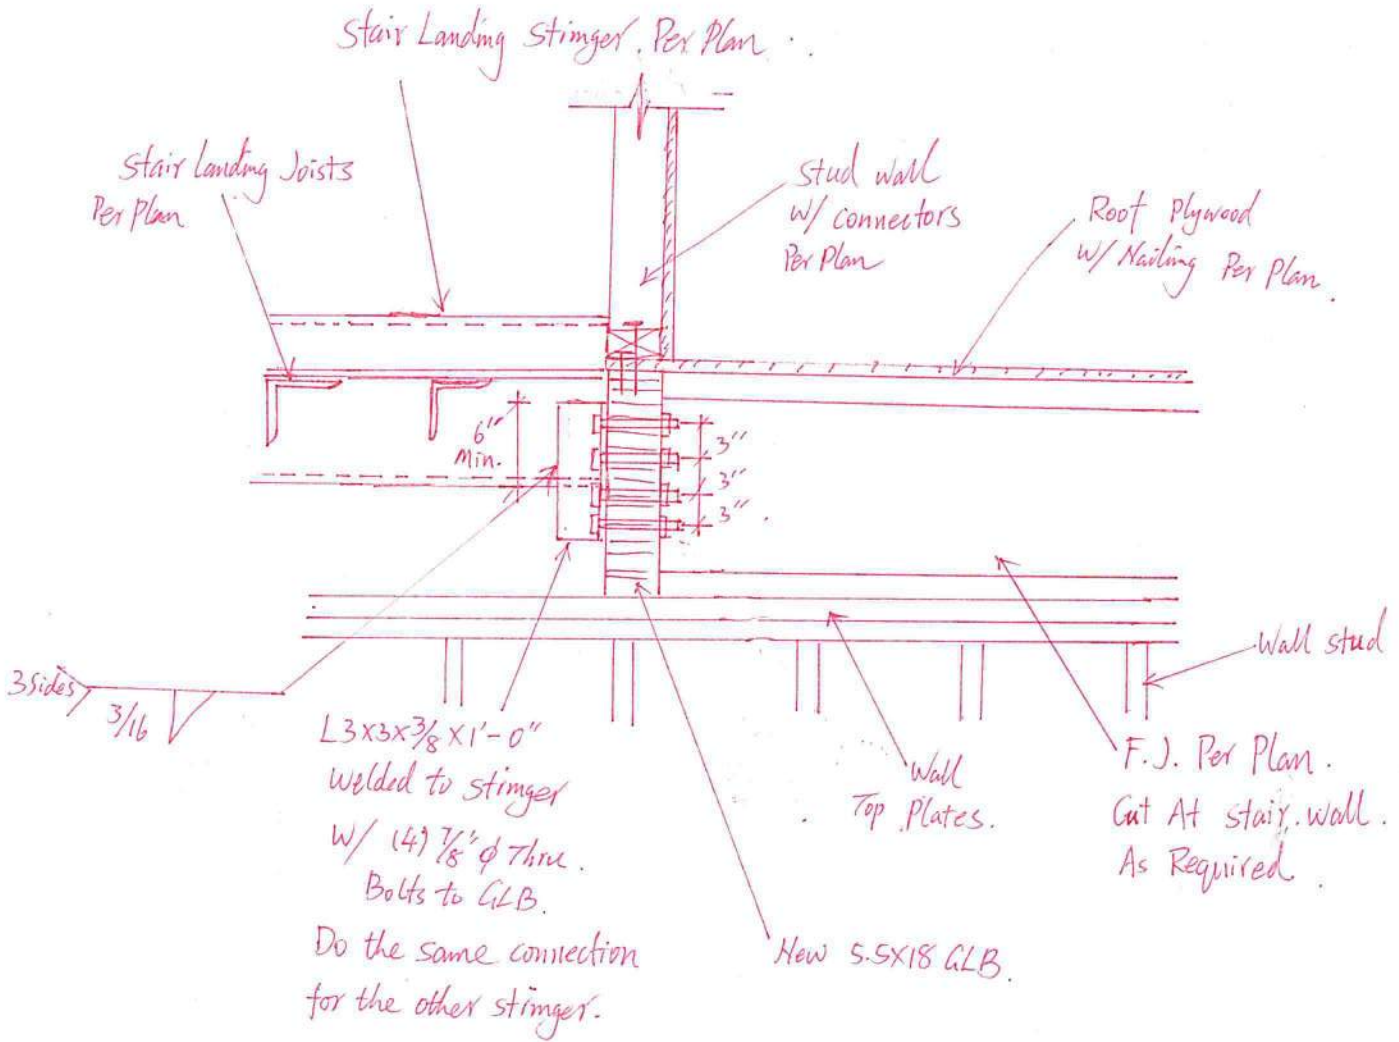 Stair Landing Stringer. Per Plan
Stair Landing Joists
Per Plan
Stud wall
W/ connectors
Per Plan
Roof Plywood
W/ Nailing Per Plan.
6"
Min.
3"
3"
3"
3 sides
3/16
L3x3x3/8x1'-0"
Welded to stringer
W/ (4) 7/8" ϕ Thru.
Bolts to GLB.
Do the same connection
for the other stringer.
New 5.5X18 GLB.
Wall
Top Plates.
Wall stud
F.J. Per Plan.
Cut At stair. wall.
As Required.